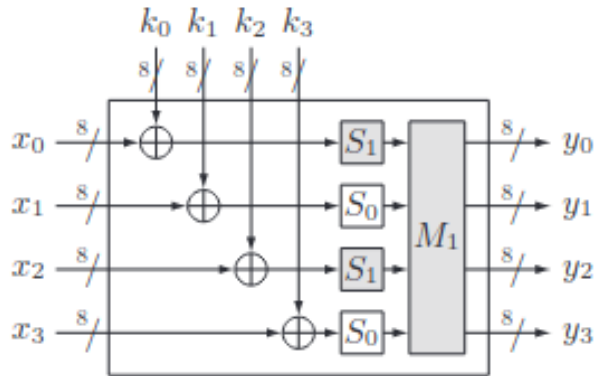 k₀ k₁ k₂ k₃
8 8 8 8
x₀ 8 S₁ 8 y₀
x₁ 8 S₀ 8 y₁
M₁
x₂ 8 S₁ 8 y₂
x₃ 8 S₀ 8 y₃